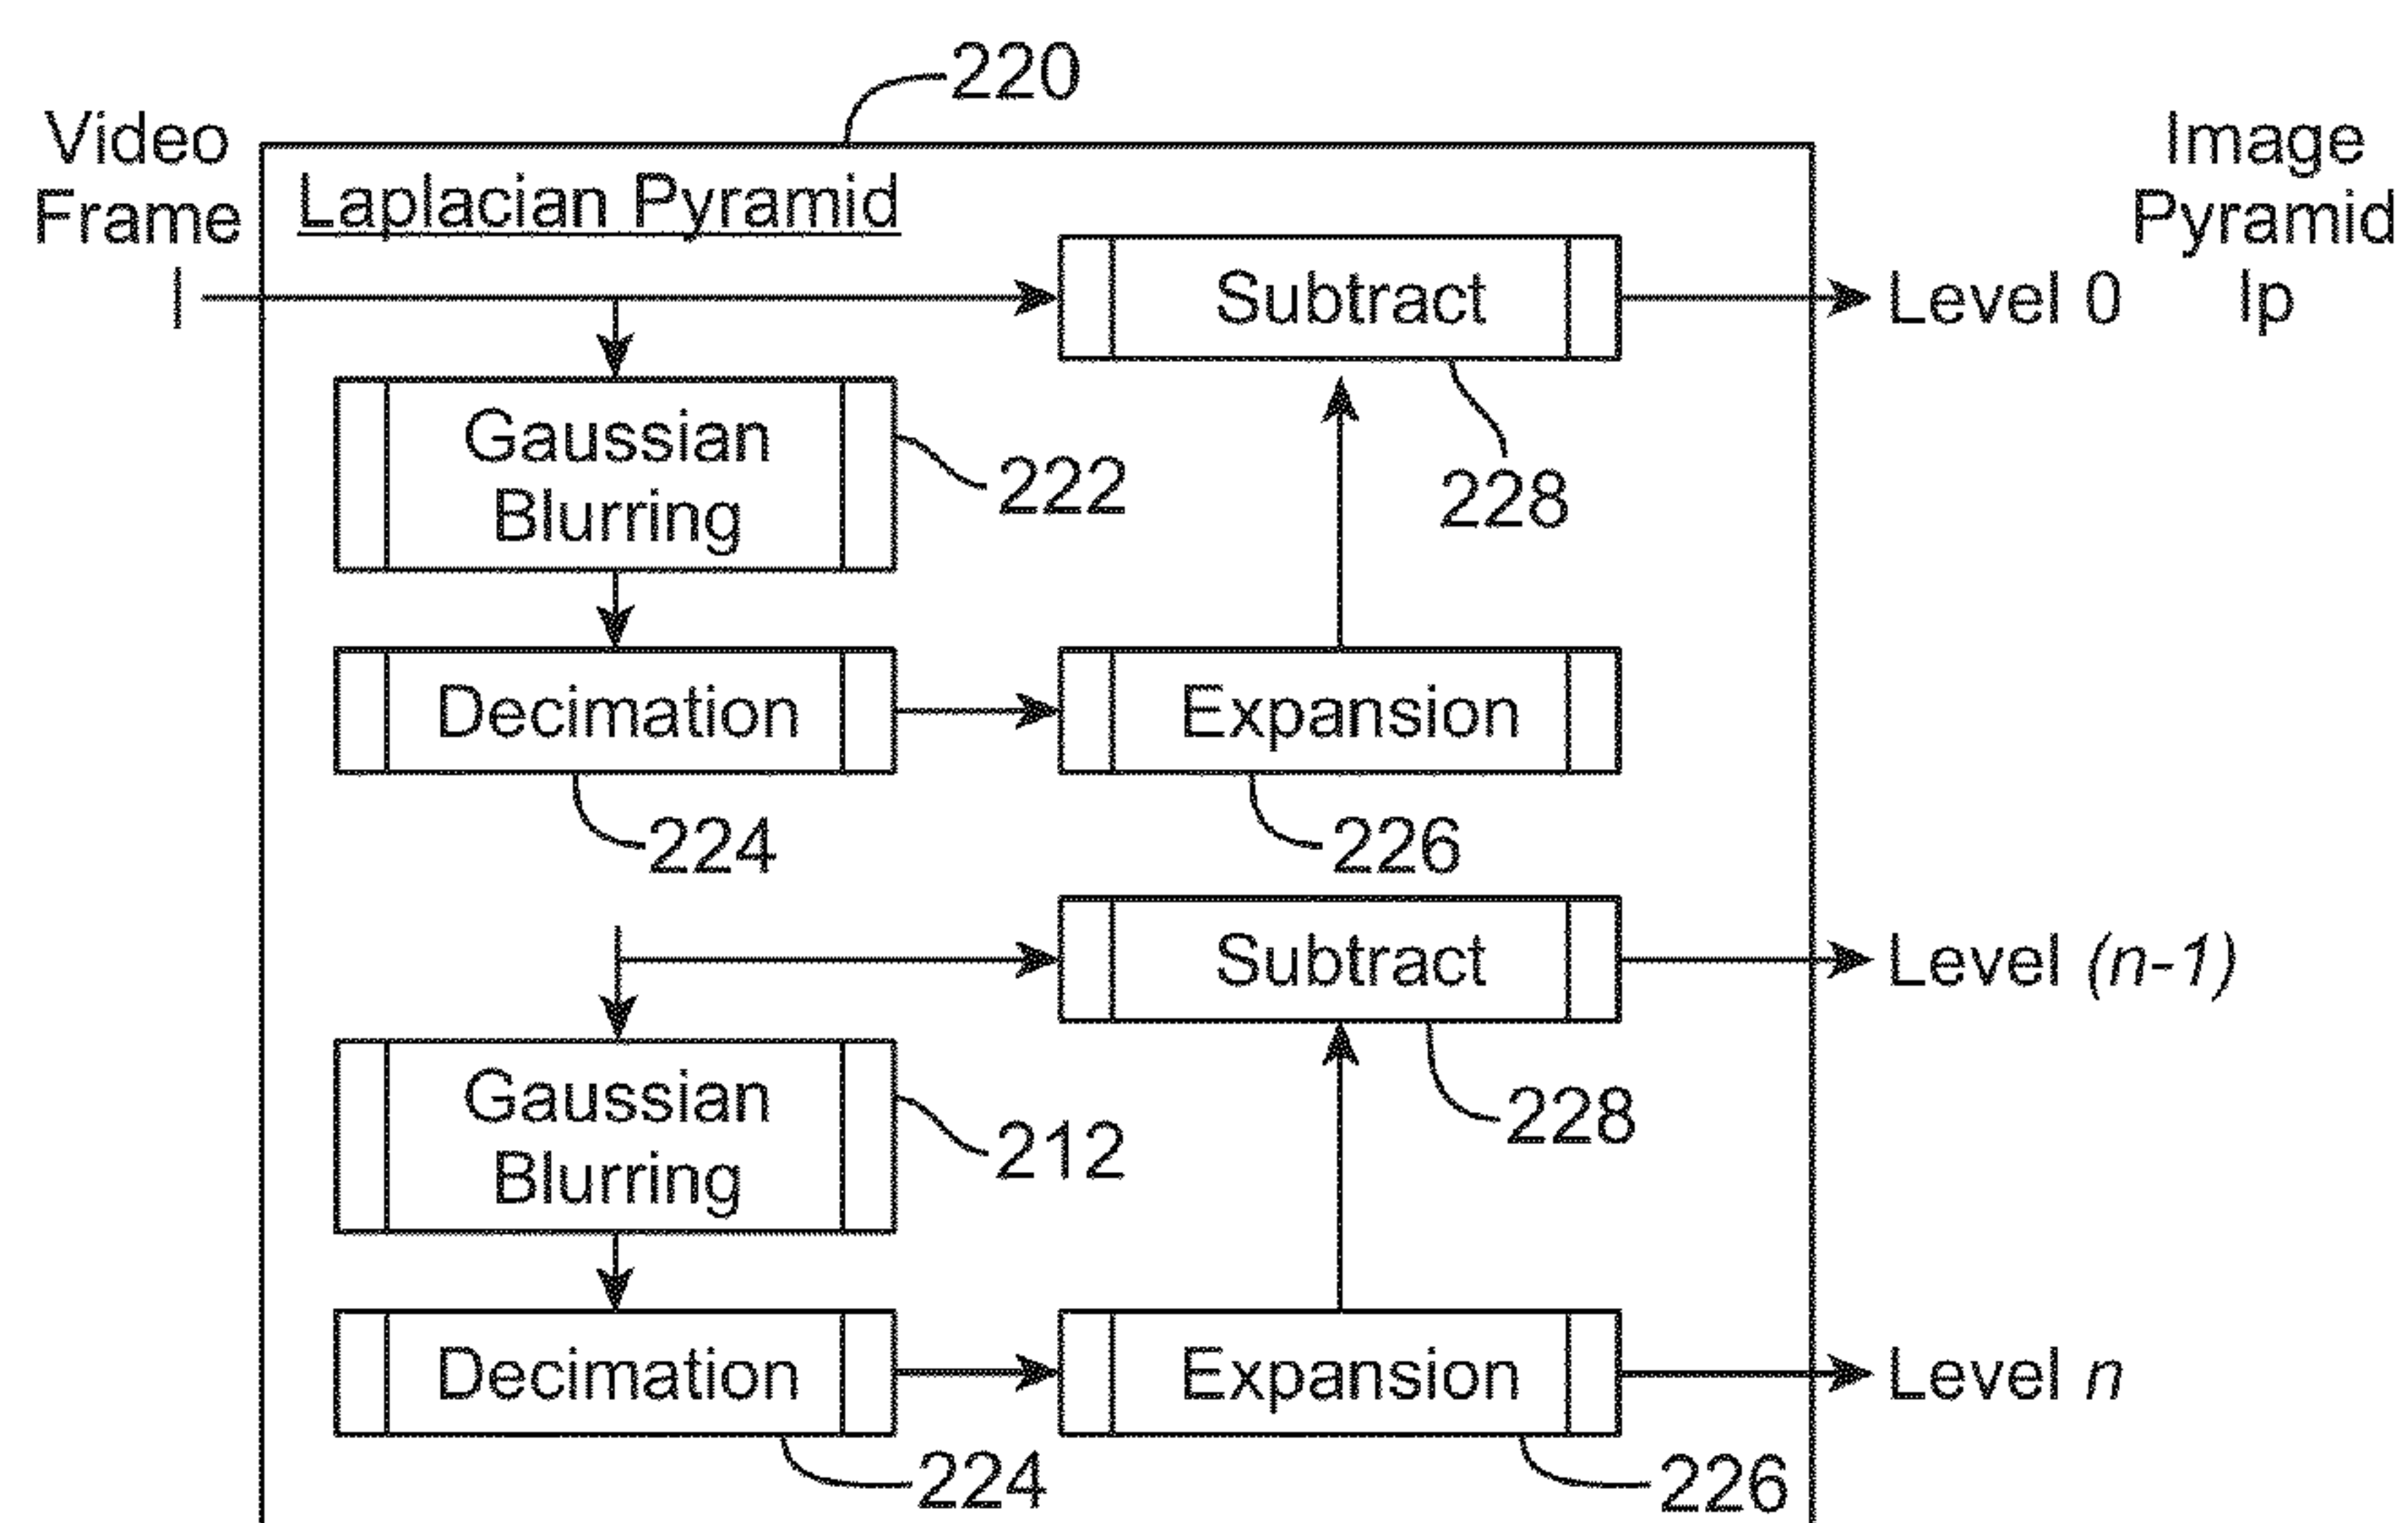 220
Video
Frame
I
Image
Pyramid
Ip
Laplacian Pyramid
Subtract
Level 0
Gaussian
Blurring
222
228
Decimation
Expansion
224
226
Subtract
Level (n-1)
Gaussian
Blurring
212
228
Decimation
Expansion
Level n
224
226